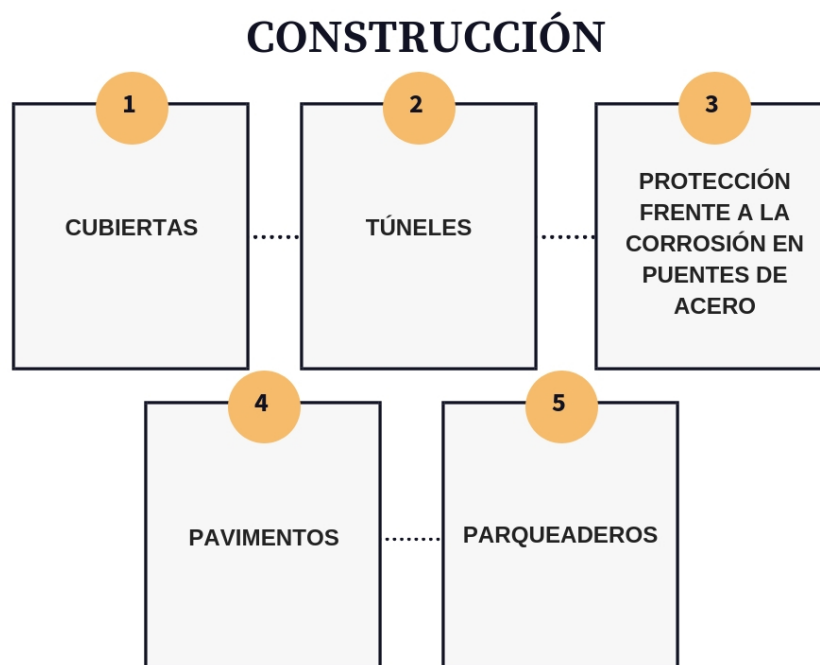 CONSTRUCCIÓN
1
CUBIERTAS
2
TÚNELES
3
PROTECCIÓN
FRENTE A LA
CORROSIÓN EN
PUENTES DE
ACERO
4
PAVIMENTOS
5
PARQUEADEROS